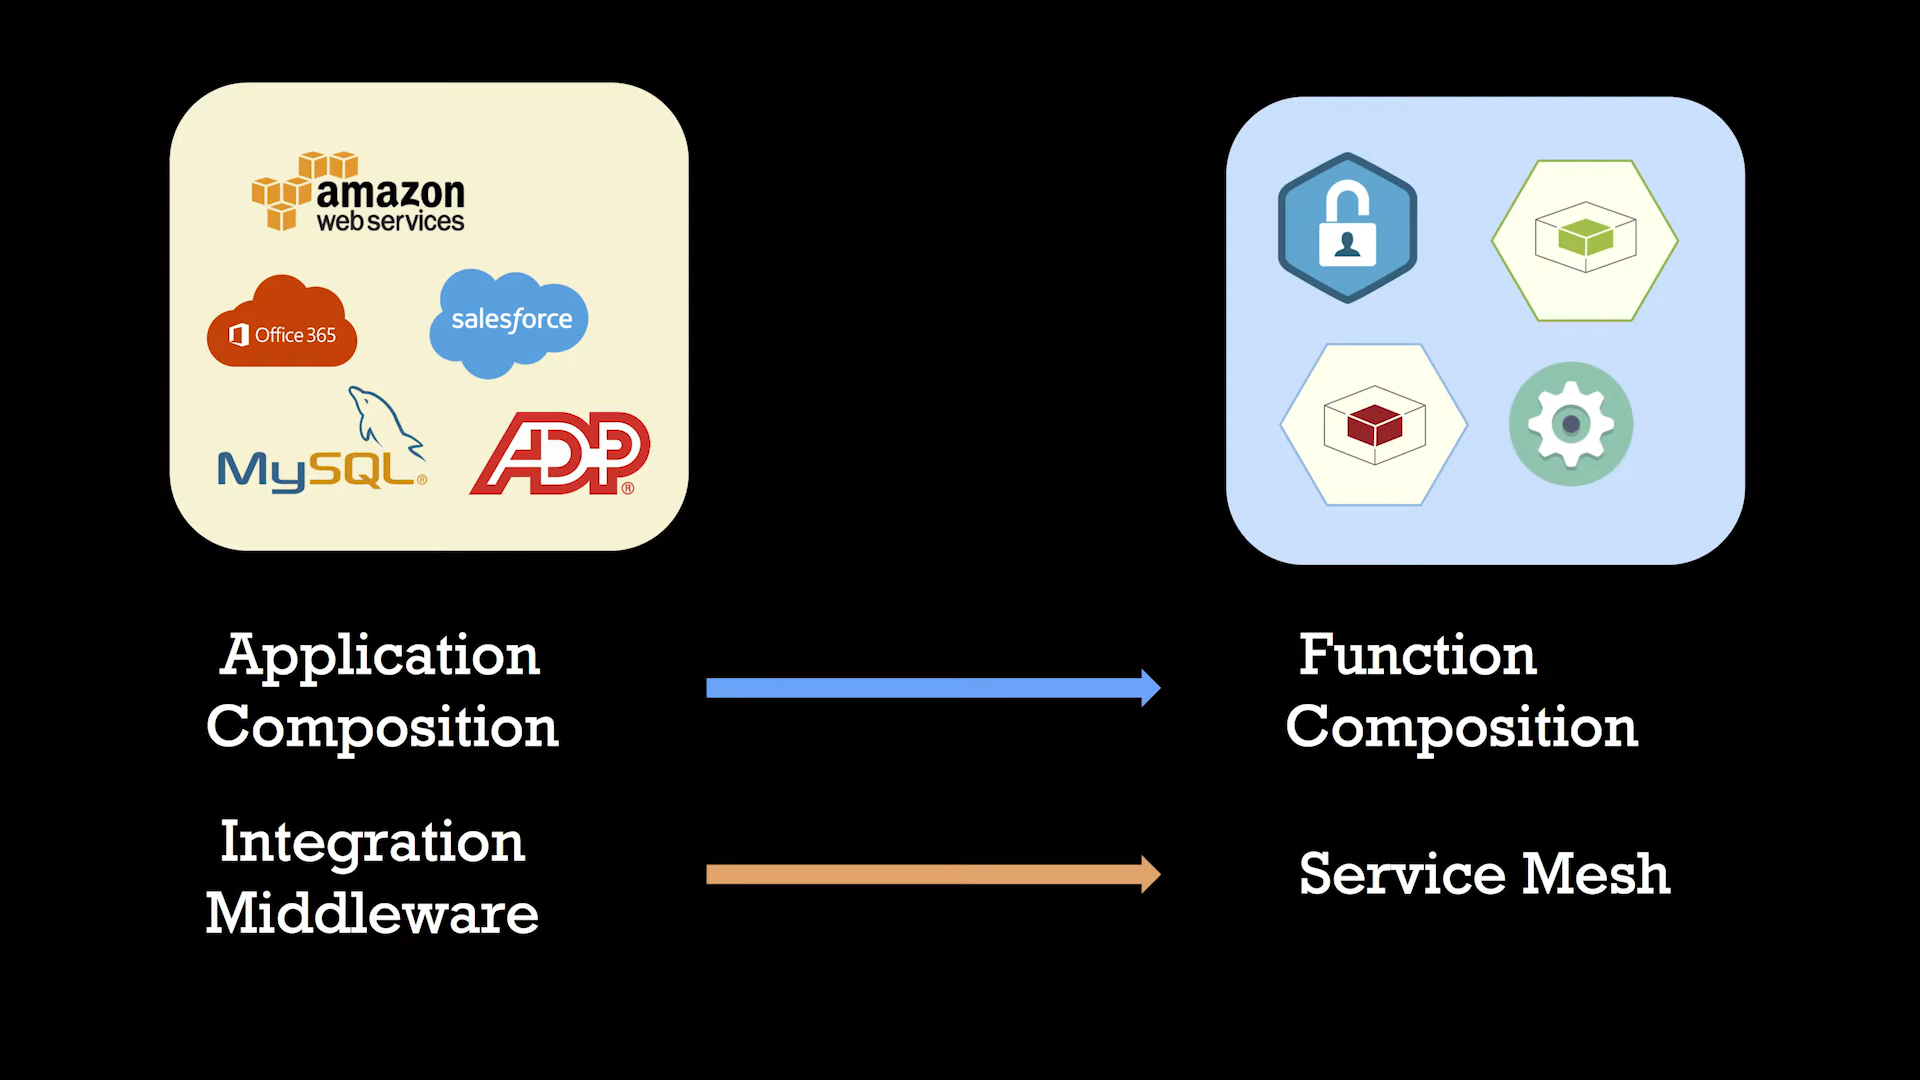 amazon
web services
Office 365
salesforce
MySQL®
ADP®
Application
Composition
Function
Composition
Integration
Middleware
Service Mesh